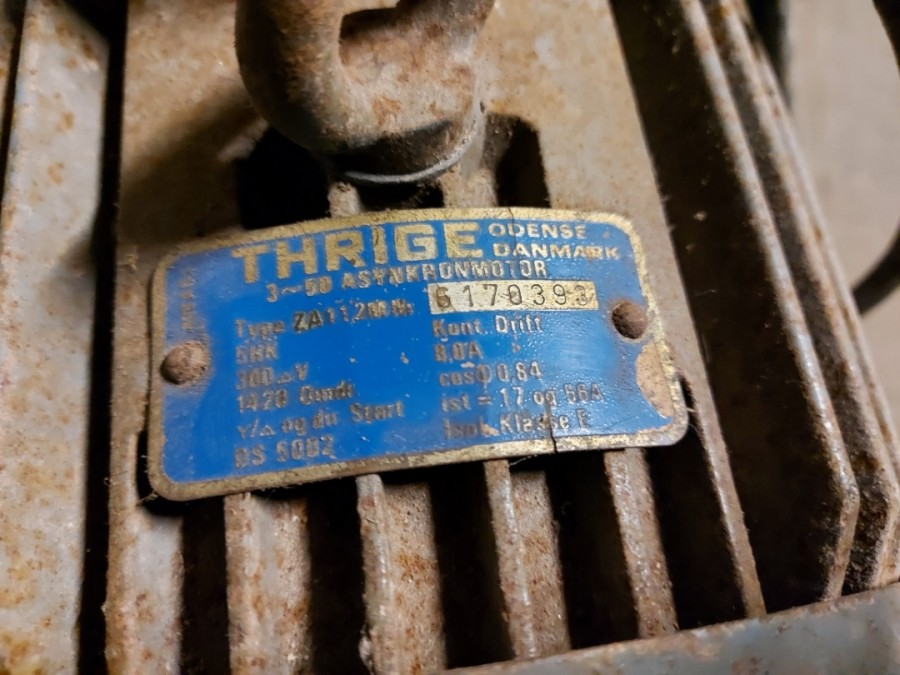 THRIGE ODENSE
DANMARK
3~50 ASYNKRONMOTOR
Type ZA112M Nr 6170393
5HK Kont. Drift
380 △ V 8,0A
1420 Omdr cosφ 0,84
Y/△ og du Start ist = 17 og 56A
DS 5002 Isol. Klasse E